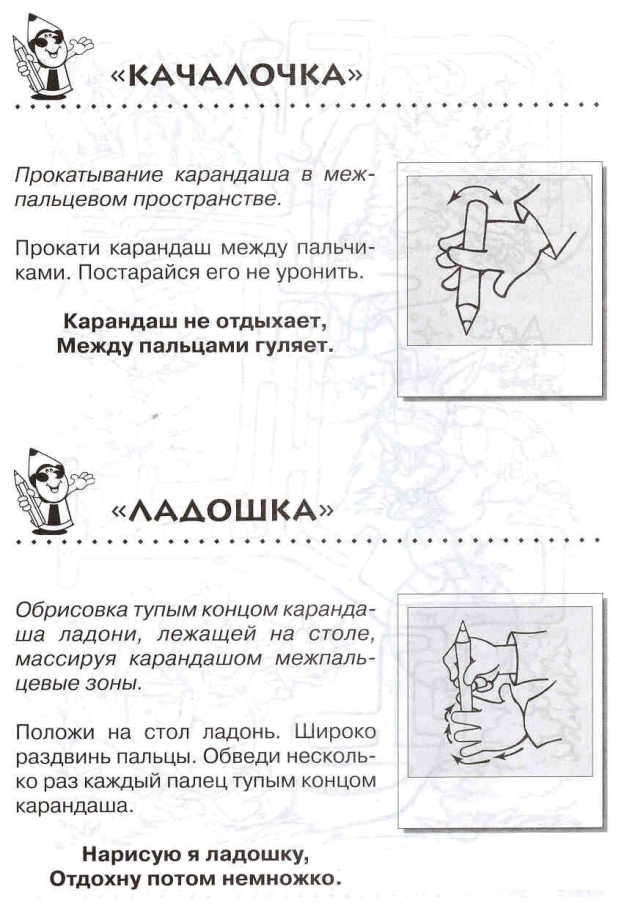 «КАЧАЛОЧКА»
Прокатывание карандаша в меж-
пальцевом пространстве.
Прокати карандаш между пальчи-
ками. Постарайся его не уронить.
Карандаш не отдыхает,
Между пальцами гуляет.
«ЛАДОШКА»
Обрисовка тупым концом каранда-
ша ладони, лежащей на столе,
массируя карандашом межпаль-
цевые зоны.
Положи на стол ладонь. Широко
раздвинь пальцы. Обведи несколь-
ко раз каждый палец тупым концом
карандаша.
Нарисую я ладошку,
Отдохну потом немножко.